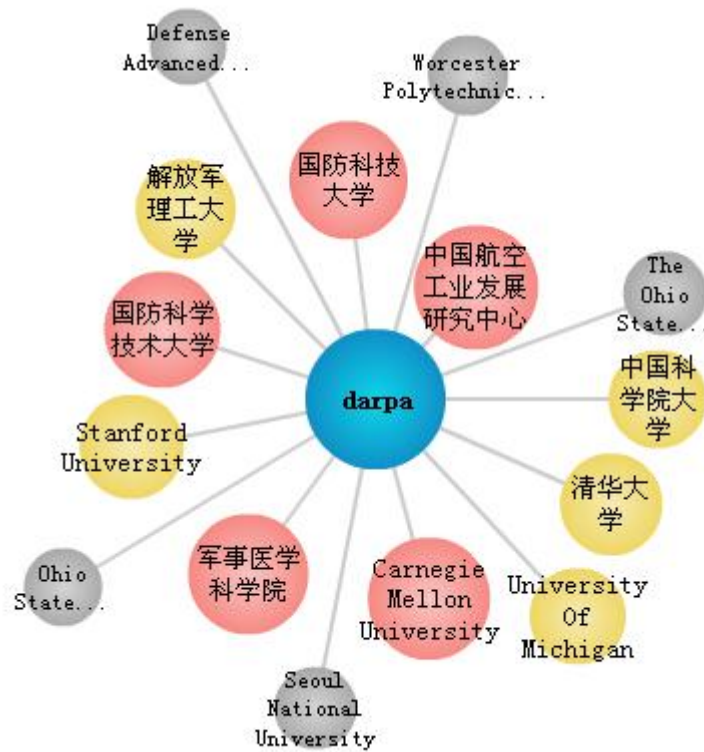 Defense
Advanced...
Worcester
Polytechnic...
国防科技
大学
解放军
理工大
学
中国航空
工业发展
研究中心
The
Ohio
State...
国防科学
技术大学
darpa
中国科
学院大
学
Stanford
University
清华大
学
军事医学
科学院
Carnegie
Mellon
University
University
Of
Michigan
Ohio
State...
Seoul
National
University